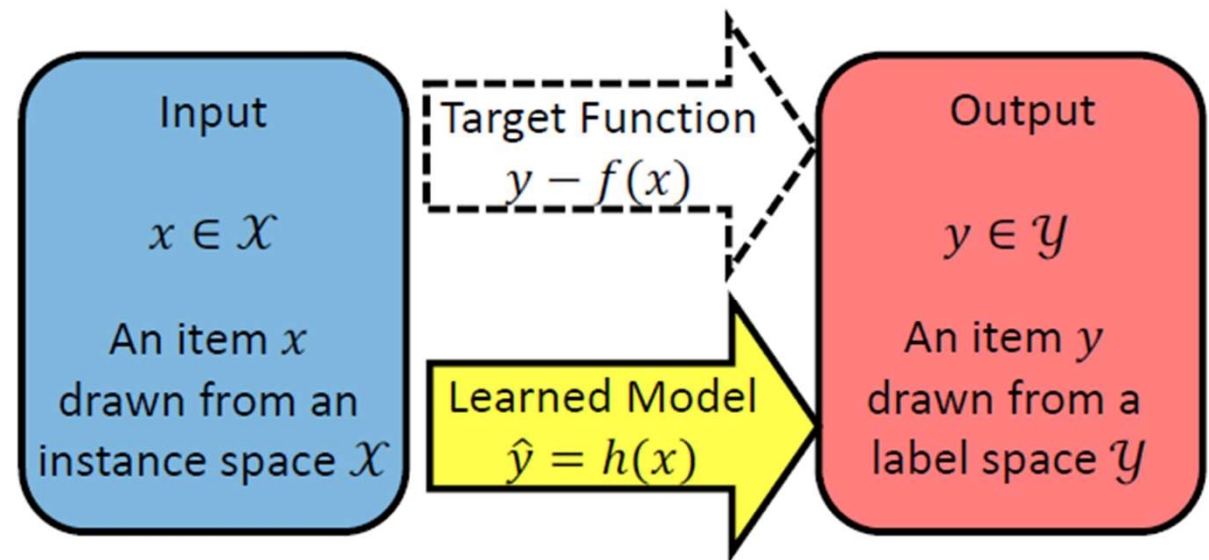 Input
x ∈ 𝒳
An item x
drawn from an
instance space 𝒳
Target Function
y − f(x)
Learned Model
ŷ = h(x)
Output
y ∈ 𝒴
An item y
drawn from a
label space 𝒴